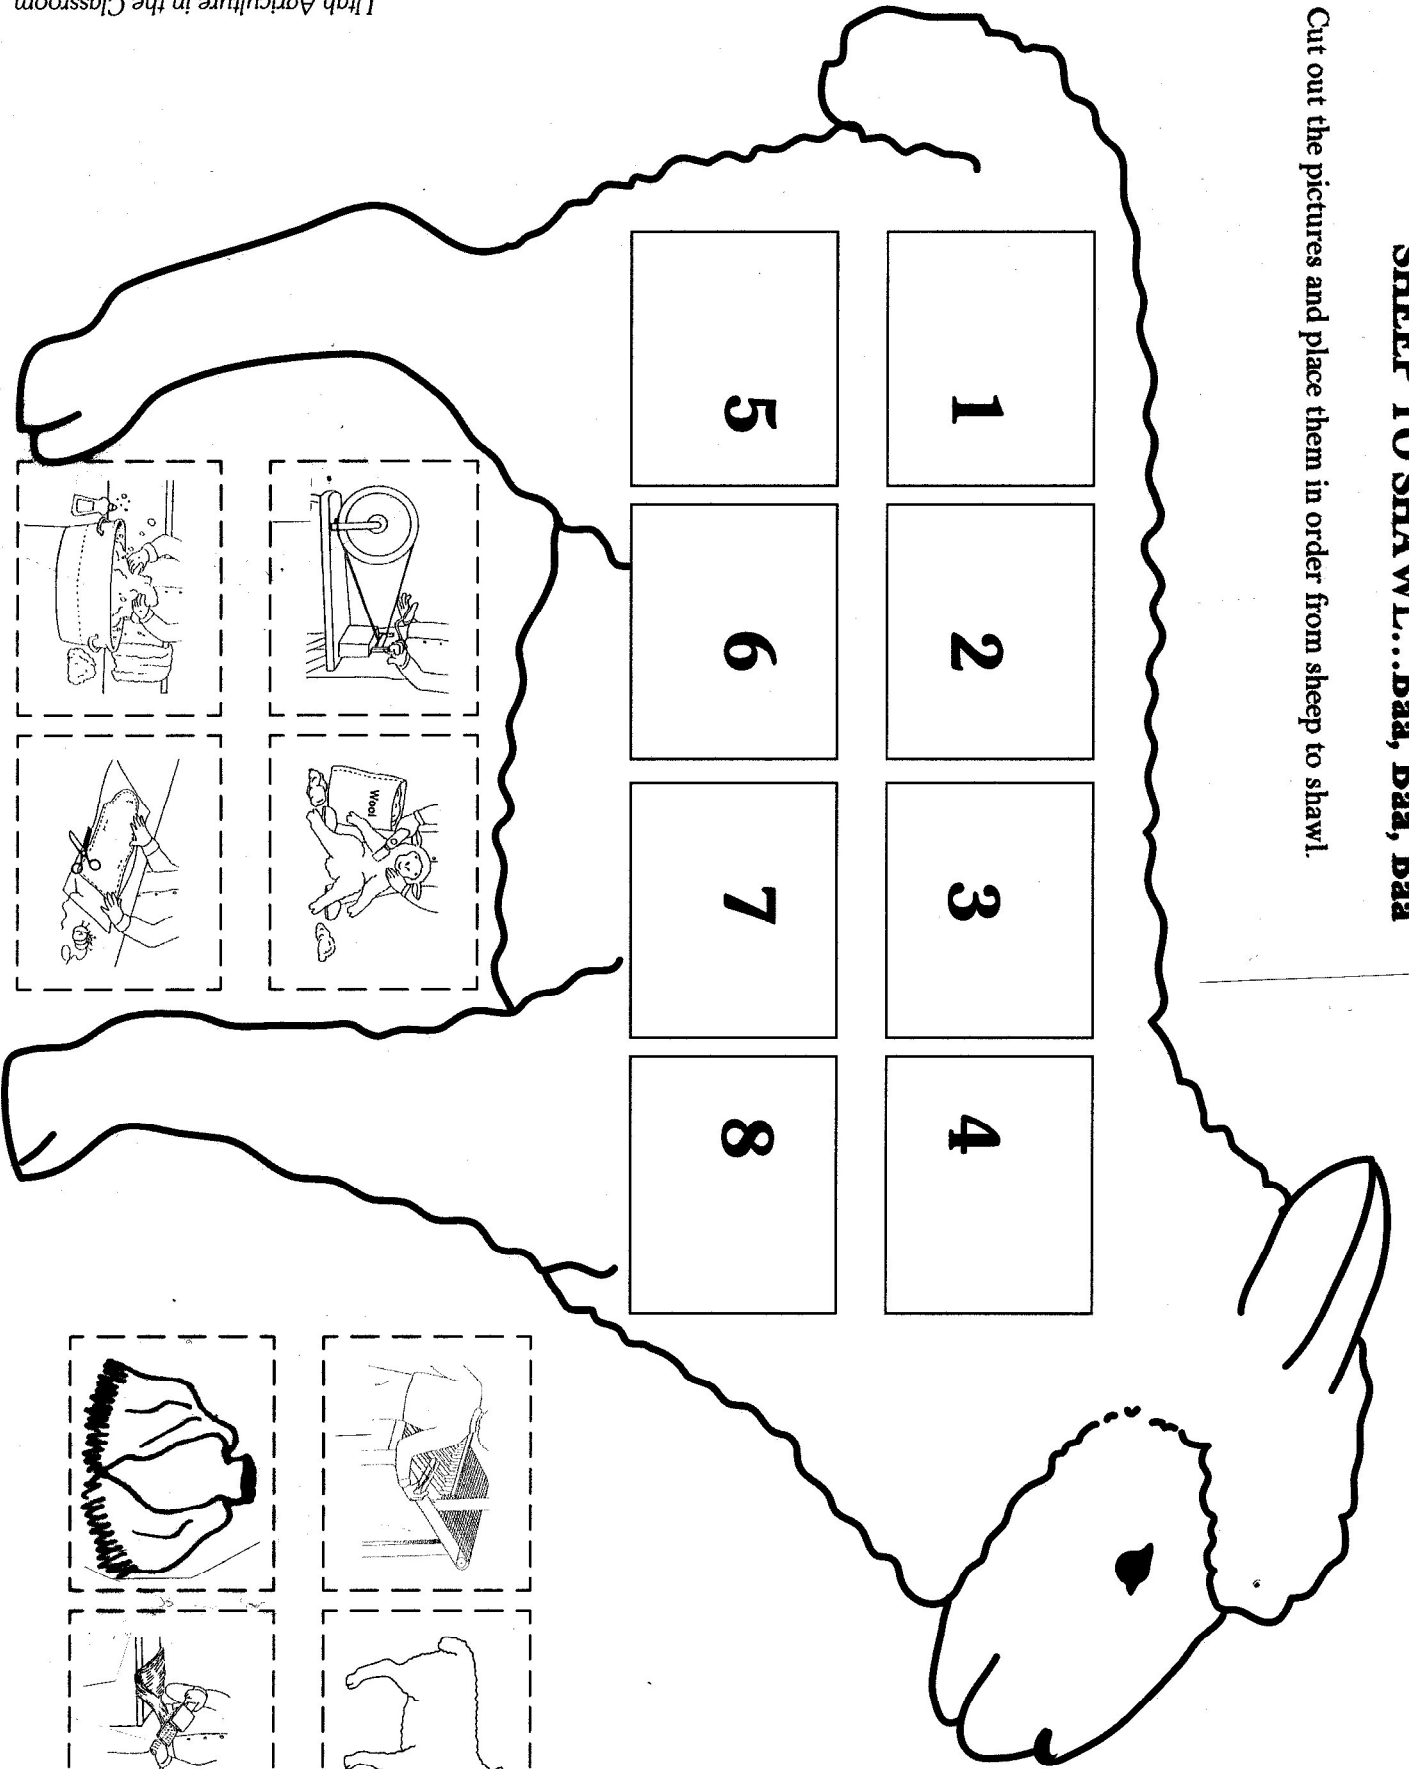 SHEEP TO SHAWL...Baa, Baa, Baa
Cut out the pictures and place them in order from sheep to shawl.
1 2 3 4
5 6 7 8
Wool
Utah Agriculture in the Classroom